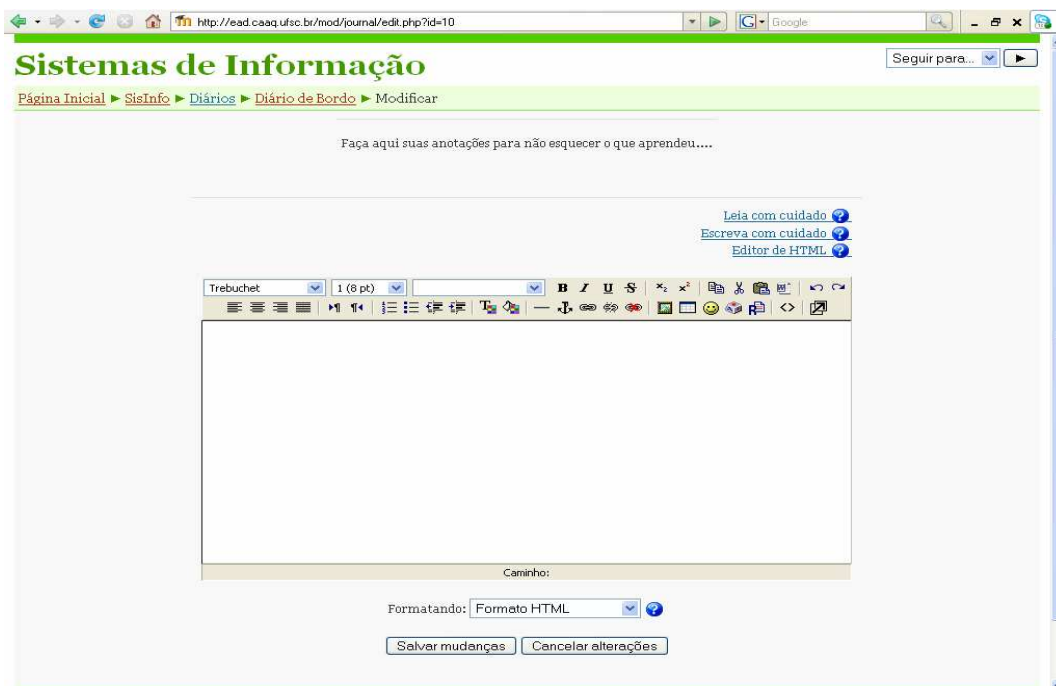 http://ead.caaq.ufsc.br/mod/journal/edit.php?id=10
G Google
Sistemas de Informação
Seguir para...
Página Inicial ► SisInfo ► Diários ► Diário de Bordo ► Modificar
Faça aqui suas anotações para não esquecer o que aprendeu....
Leia com cuidado ?
Escreva com cuidado ?
Editor de HTML ?
Trebuchet 1 (8 pt) B I U S x₂ x²
Caminho:
Formatando: Formato HTML ?
Salvar mudanças Cancelar alterações